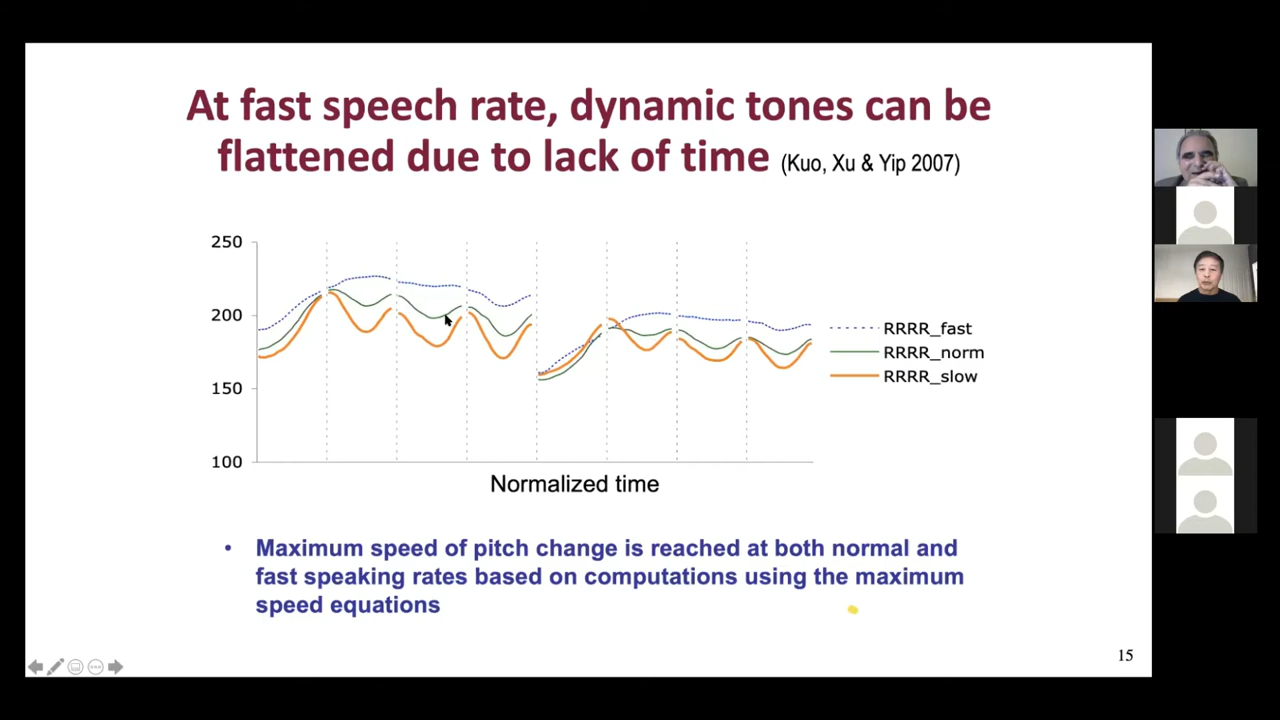 At fast speech rate, dynamic tones can be
flattened due to lack of time (Kuo, Xu & Yip 2007)
250
200
150
100
RRRR_fast
RRRR_norm
RRRR_slow
Normalized time
• Maximum speed of pitch change is reached at both normal and
fast speaking rates based on computations using the maximum
speed equations
15